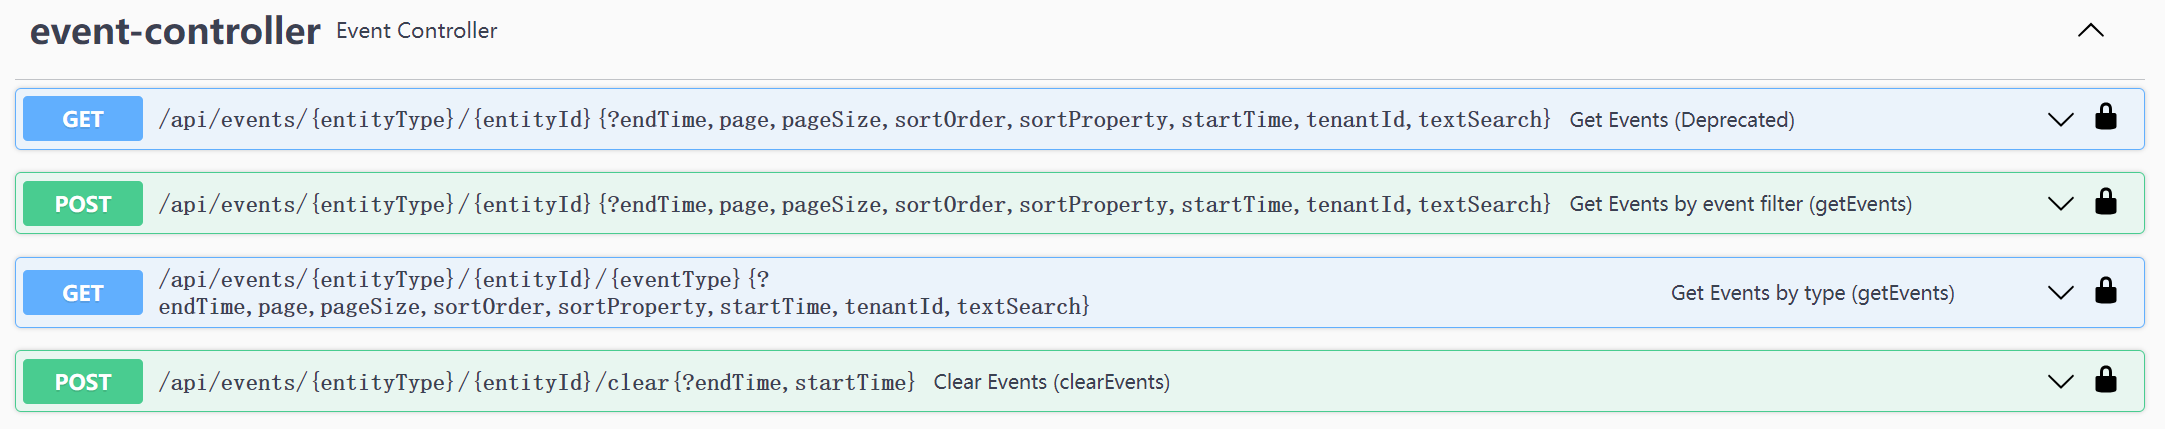 event-controller Event Controller
GET /api/events/{entityType}/{entityId}{?endTime,page,pageSize,sortOrder,sortProperty,startTime,tenantId,textSearch} Get Events (Deprecated)
POST /api/events/{entityType}/{entityId}{?endTime,page,pageSize,sortOrder,sortProperty,startTime,tenantId,textSearch} Get Events by event filter (getEvents)
GET /api/events/{entityType}/{entityId}/{eventType}{?
endTime,page,pageSize,sortOrder,sortProperty,startTime,tenantId,textSearch} Get Events by type (getEvents)
POST /api/events/{entityType}/{entityId}/clear{?endTime,startTime} Clear Events (clearEvents)